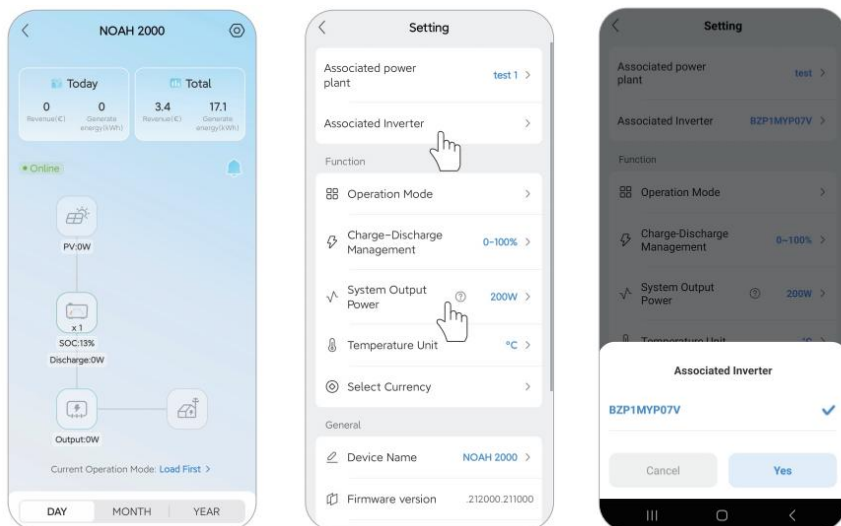 NOAH 2000
Today
0
0
Revenue(€)
Generate
energy(kWh)
Total
3.4
17.1
Revenue(€)
Generate
energy(kWh)
Online
PV:0W
x 1
SOC:13%
Discharge:0W
Output:0W
Current Operation Mode: Load First >
DAY MONTH YEAR
Setting
Associated power
plant
test 1 >
Associated Inverter >
Function
Operation Mode >
Charge-Discharge
Management
0~100% >
System Output
Power
200W >
Temperature Unit °C >
Select Currency >
General
Device Name NOAH 2000 >
Firmware version .212000.211000
Setting
Associated power
plant
test >
Associated Inverter BZP1MYP07V >
Function
Operation Mode >
Charge-Discharge
Management
0~100% >
System Output
Power
200W >
Temperature Unit °C >
Associated Inverter
BZP1MYP07V
Cancel Yes